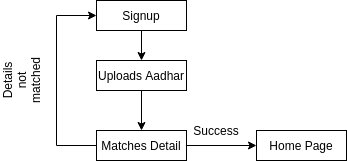 Signup
Uploads Aadhar
Details
not
matched
Matches Detail
Success
Home Page